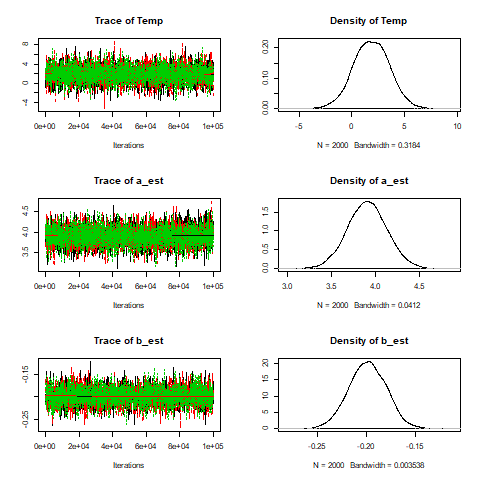 Trace of Temp
8
4
2
-1
-4
0e+00 2e+04 4e+04 6e+04 8e+04 1e+05
Iterations
Density of Temp
0.20
0.10
0.00
-5 0 5 10
N = 2000 Bandwidth = 0.3184
Trace of a_est
4.5
4.0
3.5
0e+00 2e+04 4e+04 6e+04 8e+04 1e+05
Iterations
Density of a_est
1.5
1.0
0.5
0.0
3.0 3.5 4.0 4.5
N = 2000 Bandwidth = 0.0412
Trace of b_est
-0.15
-0.25
0e+00 2e+04 4e+04 6e+04 8e+04 1e+05
Iterations
Density of b_est
20
15
10
5
0
-0.25 -0.20 -0.15
N = 2000 Bandwidth = 0.003538